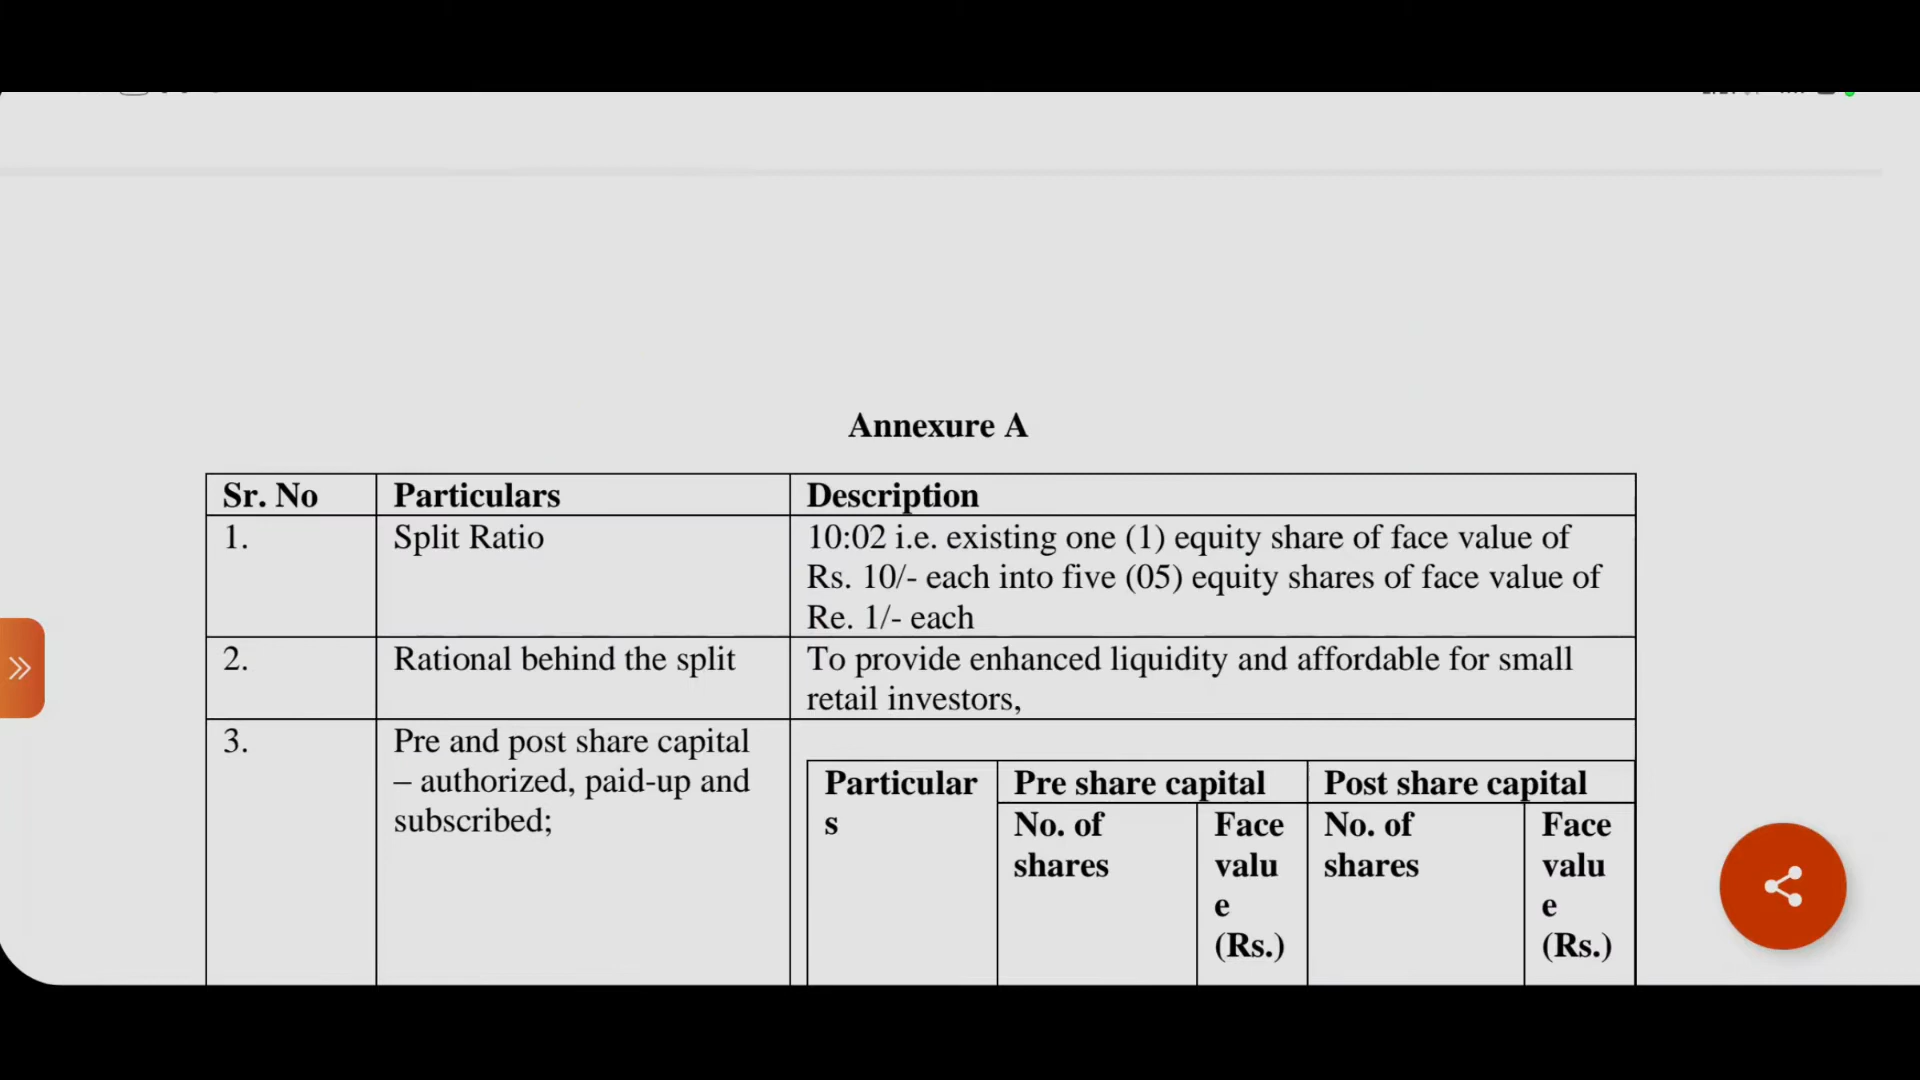 Annexure A
Sr. No Particulars Description
1. Split Ratio 10:02 i.e. existing one (1) equity share of face value of
Rs. 10/- each into five (05) equity shares of face value of
Re. 1/- each
2. Rational behind the split To provide enhanced liquidity and affordable for small
retail investors,
3. Pre and post share capital
– authorized, paid-up and
subscribed;
Particular
s
Pre share capital Post share capital
No. of
shares
Face
valu
e
(Rs.)
No. of
shares
Face
valu
e
(Rs.)